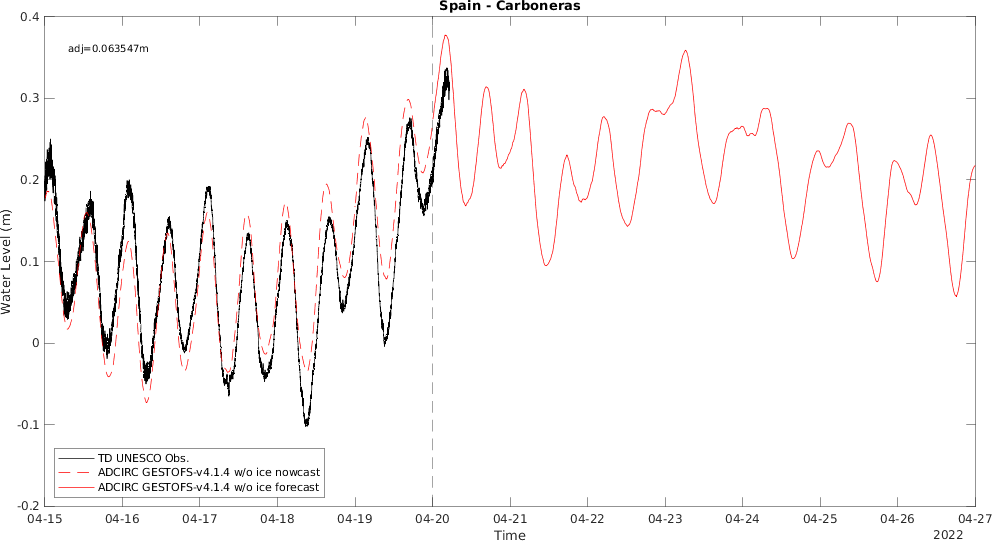 Spain - Carboneras
adj=0.063547m
Water Level (m)
0.4
0.3
0.2
0.1
0
-0.1
-0.2
TD UNESCO Obs.
ADCIRC GESTOFS-v4.1.4 w/o ice nowcast
ADCIRC GESTOFS-v4.1.4 w/o ice forecast
04-15 04-16 04-17 04-18 04-19 04-20 04-21 04-22 04-23 04-24 04-25 04-26 04-27
Time
2022